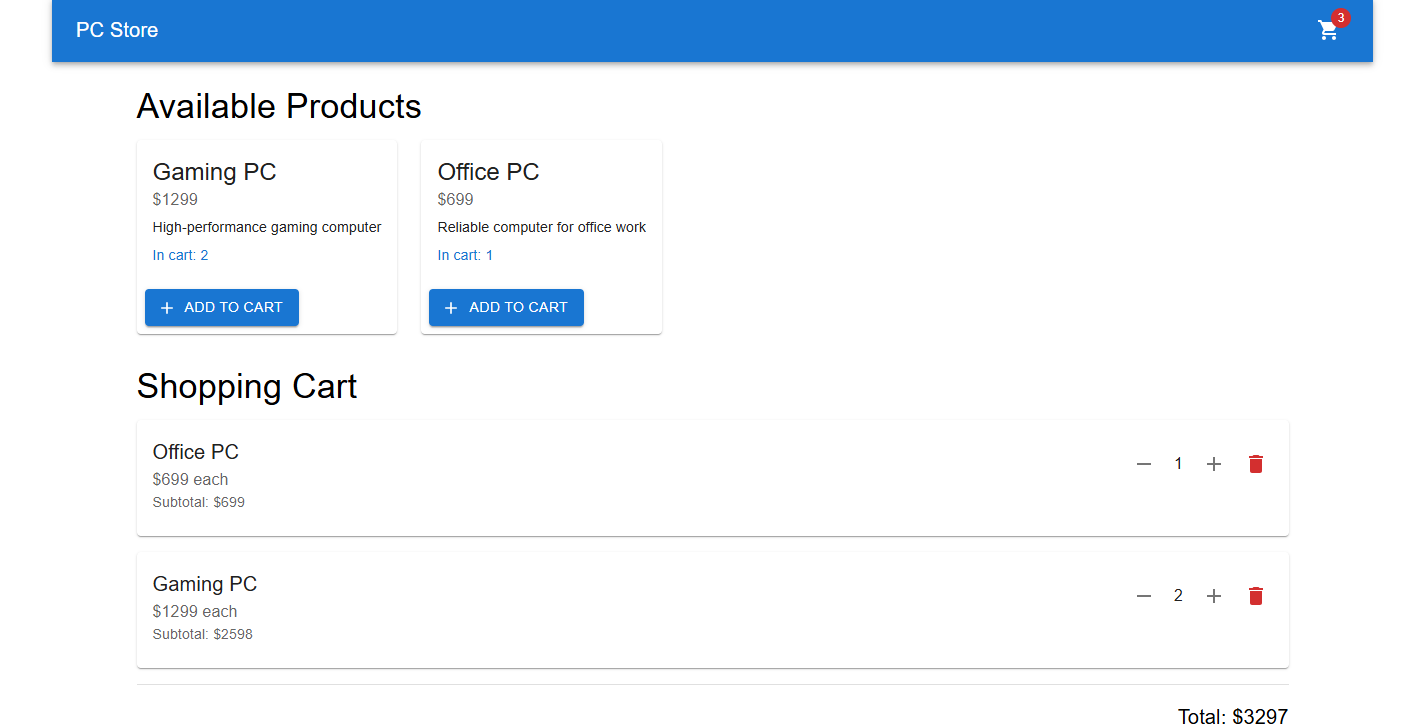 PC Store
3
Available Products
Gaming PC
$1299
High-performance gaming computer
In cart: 2
ADD TO CART
Office PC
$699
Reliable computer for office work
In cart: 1
ADD TO CART
Shopping Cart
Office PC
$699 each
Subtotal: $699
1
Gaming PC
$1299 each
Subtotal: $2598
2
Total: $3297